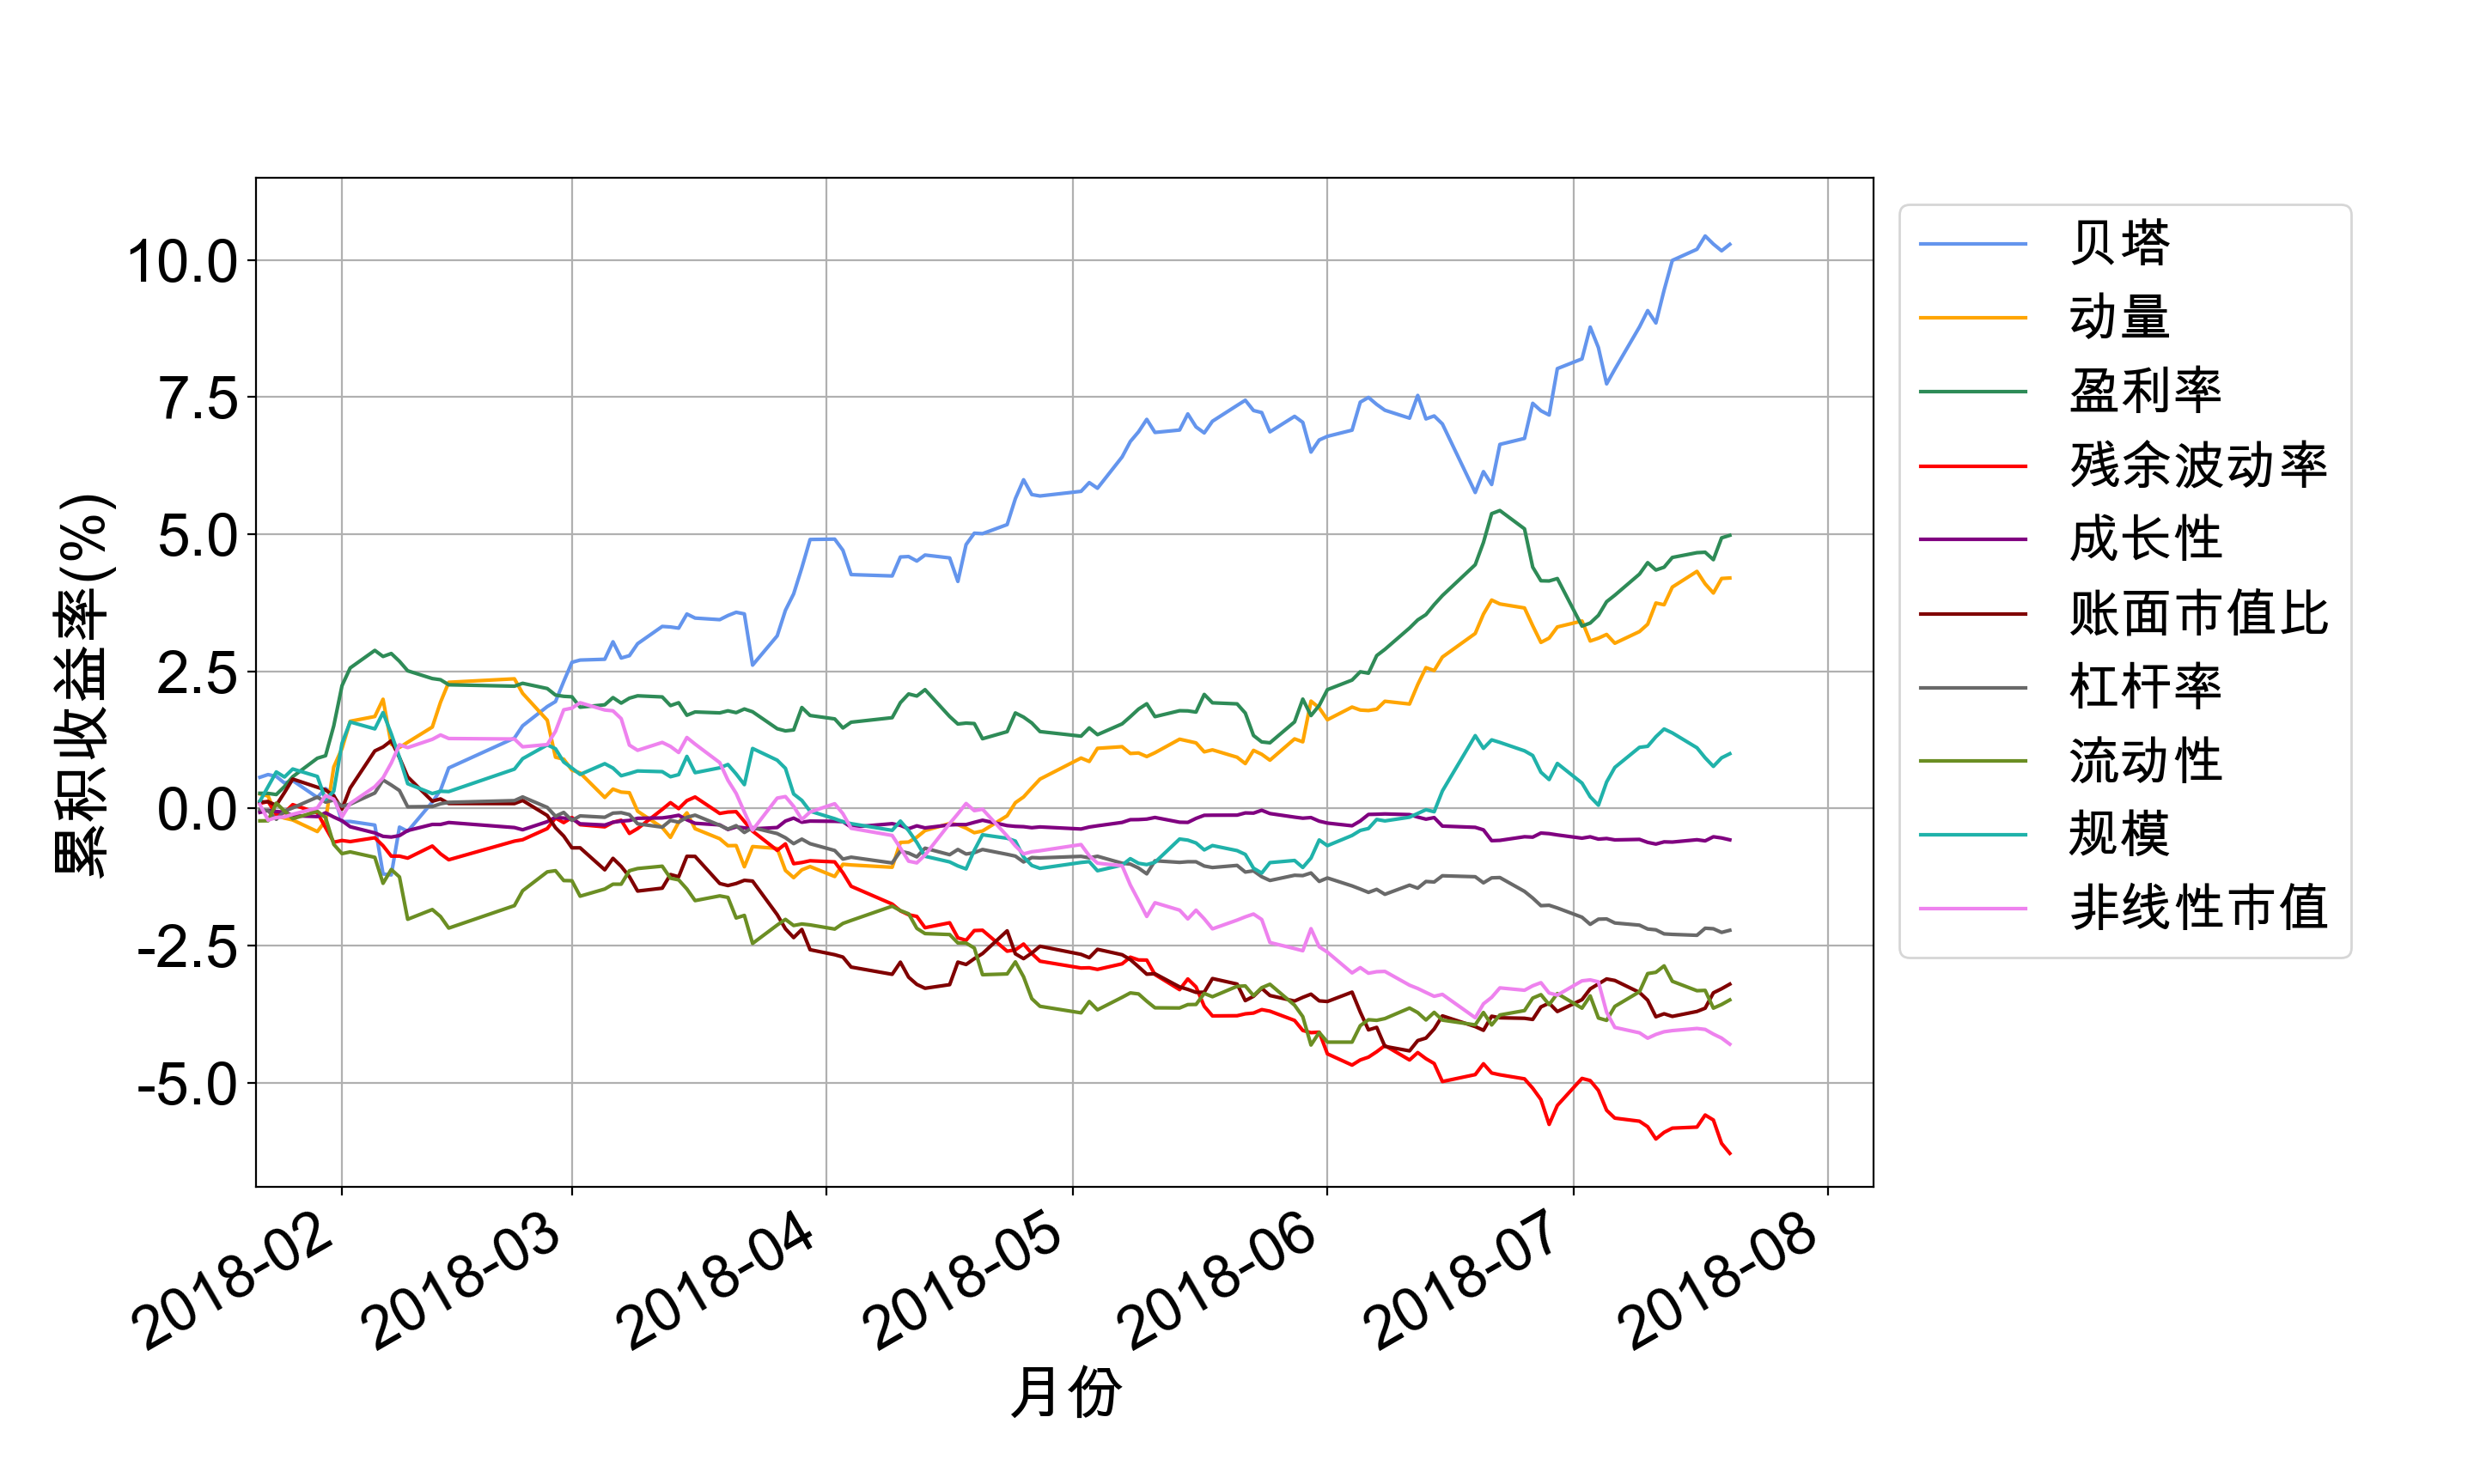 累积收益率(%)
10.0
7.5
5.0
2.5
0.0
-2.5
-5.0
2018-02
2018-03
2018-04
2018-05
2018-06
2018-07
2018-08
月份
贝塔
动量
盈利率
残余波动率
成长性
账面市值比
杠杆率
流动性
规模
非线性市值